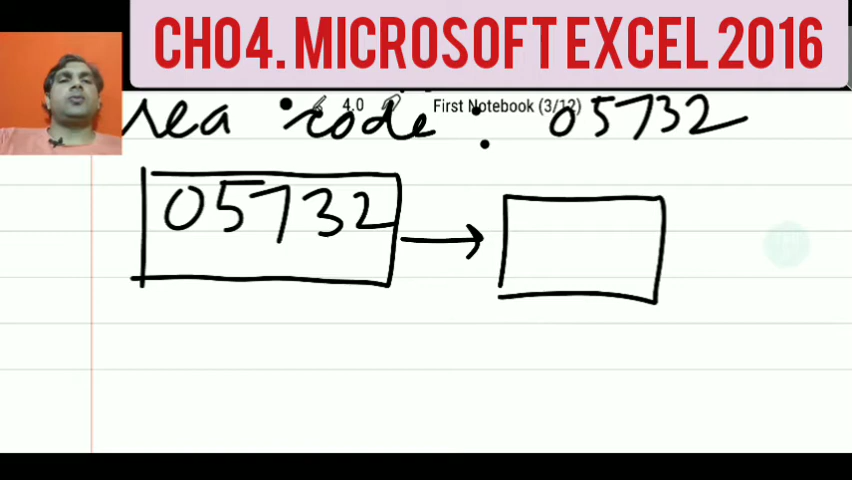 CH04. MICROSOFT EXCEL 2016
4.0 First Notebook (3/12)
rea code : 05732
05732